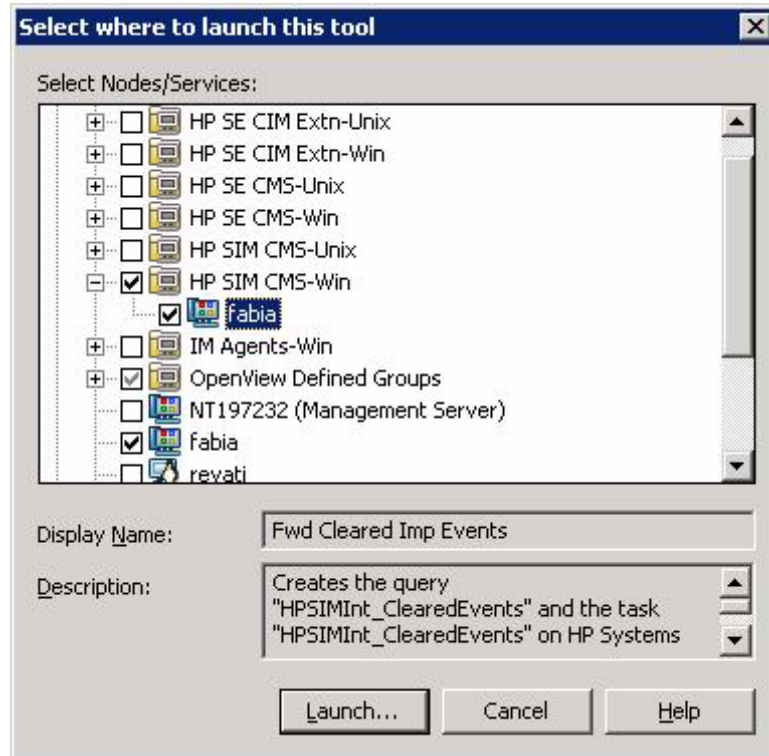 Select where to launch this tool
Select Nodes/Services:
HP SE CIM Extn-Unix
HP SE CIM Extn-Win
HP SE CMS-Unix
HP SE CMS-Win
HP SIM CMS-Unix
HP SIM CMS-Win
fabia
IM Agents-Win
OpenView Defined Groups
NT197232 (Management Server)
fabia
revati
Display Name:
Fwd Cleared Imp Events
Description:
Creates the query
"HPSIMInt_ClearedEvents" and the task
"HPSIMInt_ClearedEvents" on HP Systems
Launch...
Cancel
Help